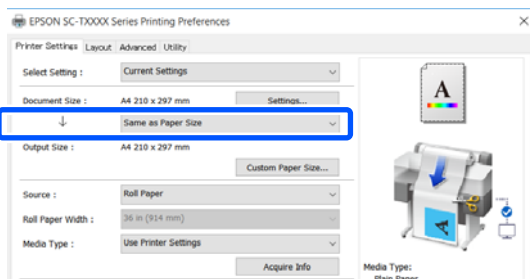 EPSON SC-TXXXX Series Printing Preferences
Printer Settings Layout Advanced Utility
Select Setting : Current Settings
Document Size : A4 210 x 297 mm Settings...
Same as Paper Size
Output Size : A4 210 x 297 mm
Custom Paper Size...
Source : Roll Paper
Roll Paper Width : 36 in (914 mm)
Media Type : Use Printer Settings
Acquire Info
A
A
Media Type:
Plain Paper